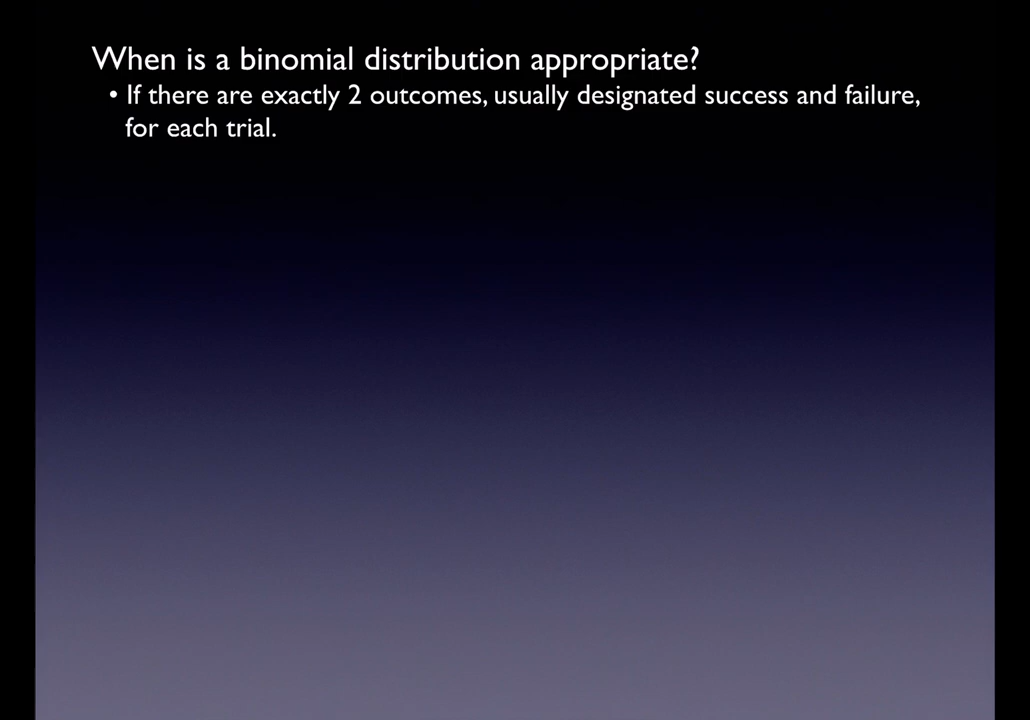 When is a binomial distribution appropriate?
• If there are exactly 2 outcomes, usually designated success and failure,
for each trial.